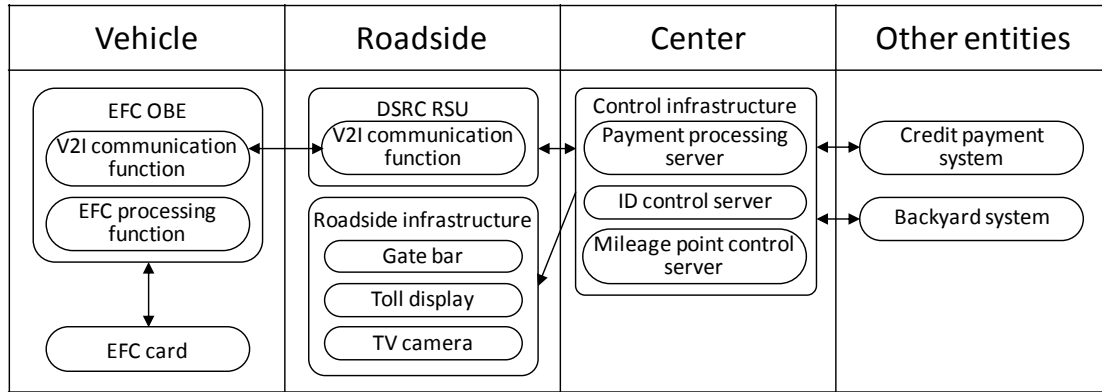 Vehicle
Roadside
Center
Other entities
EFC OBE
V2I communication
function
EFC processing
function
EFC card
DSRC RSU
V2I communication
function
Roadside infrastructure
Gate bar
Toll display
TV camera
Control infrastructure
Payment processing
server
ID control server
Mileage point control
server
Credit payment
system
Backyard system